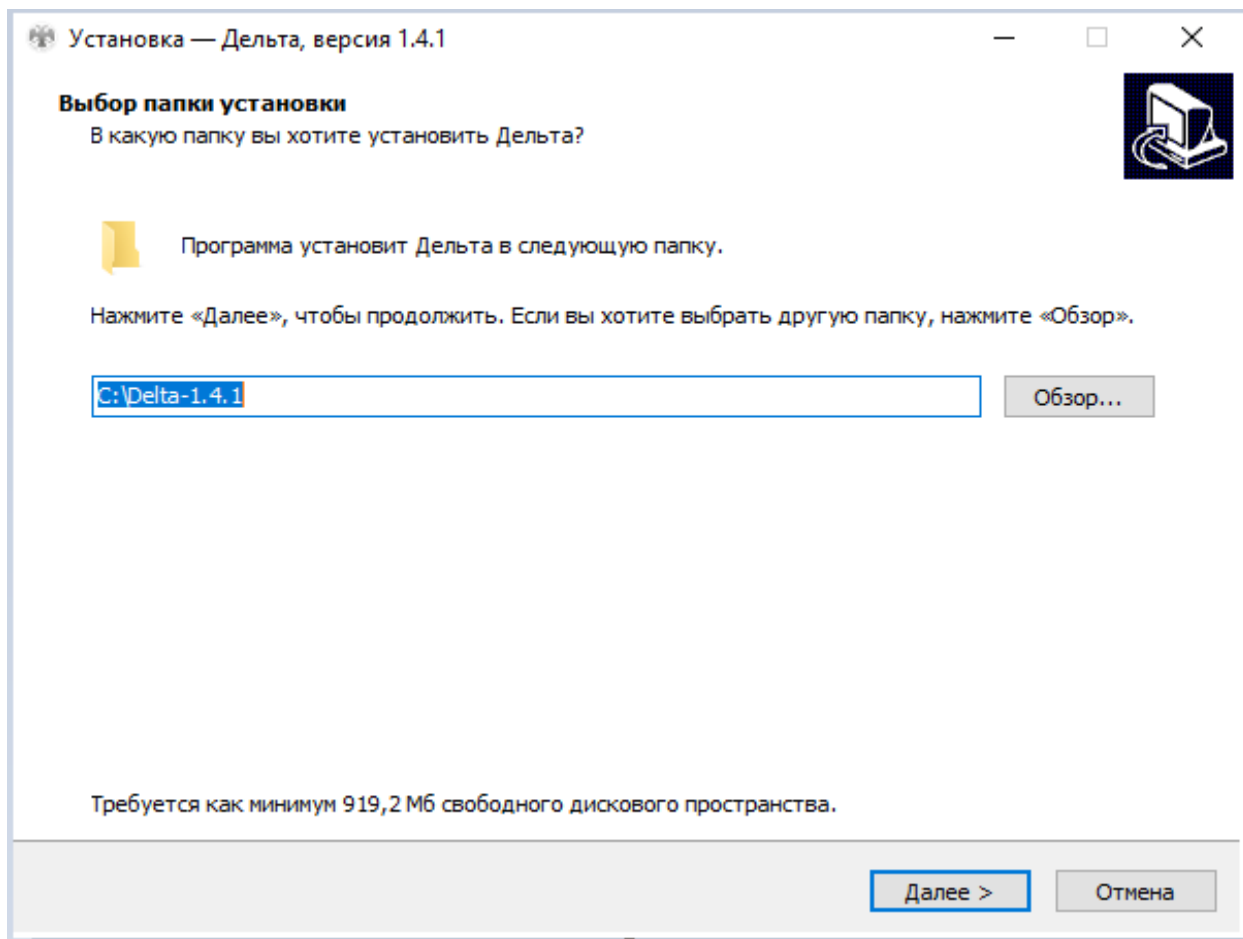 Установка — Дельта, версия 1.4.1
Выбор папки установки
В какую папку вы хотите установить Дельта?
Программа установит Дельта в следующую папку.
Нажмите «Далее», чтобы продолжить. Если вы хотите выбрать другую папку, нажмите «Обзор».
C:\Delta-1.4.1
Обзор...
Требуется как минимум 919,2 Мб свободного дискового пространства.
Далее >
Отмена